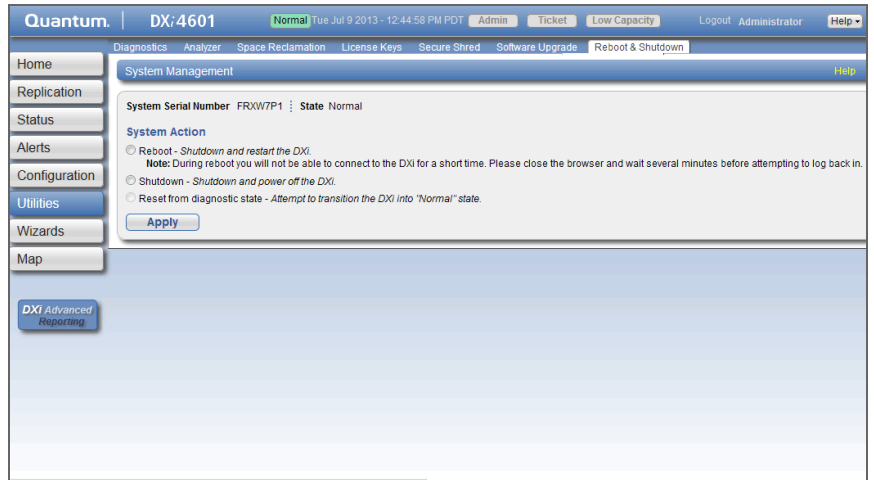 Quantum. DXi4601 Normal Tue Jul 9 2013 - 12:44:58 PM PDT Admin Ticket Low Capacity Logout Administrator Help
Diagnostics Analyzer Space Reclamation License Keys Secure Shred Software Upgrade Reboot & Shutdown
Home
Replication
Status
Alerts
Configuration
Utilities
Wizards
Map
DXi Advanced
Reporting
System Management Help
System Serial Number FRXW7P1 State Normal
System Action
Reboot - Shutdown and restart the DXi.
Note: During reboot you will not be able to connect to the DXi for a short time. Please close the browser and wait several minutes before attempting to log back in.
Shutdown - Shutdown and power off the DXi.
Reset from diagnostic state - Attempt to transition the DXi into "Normal" state.
Apply